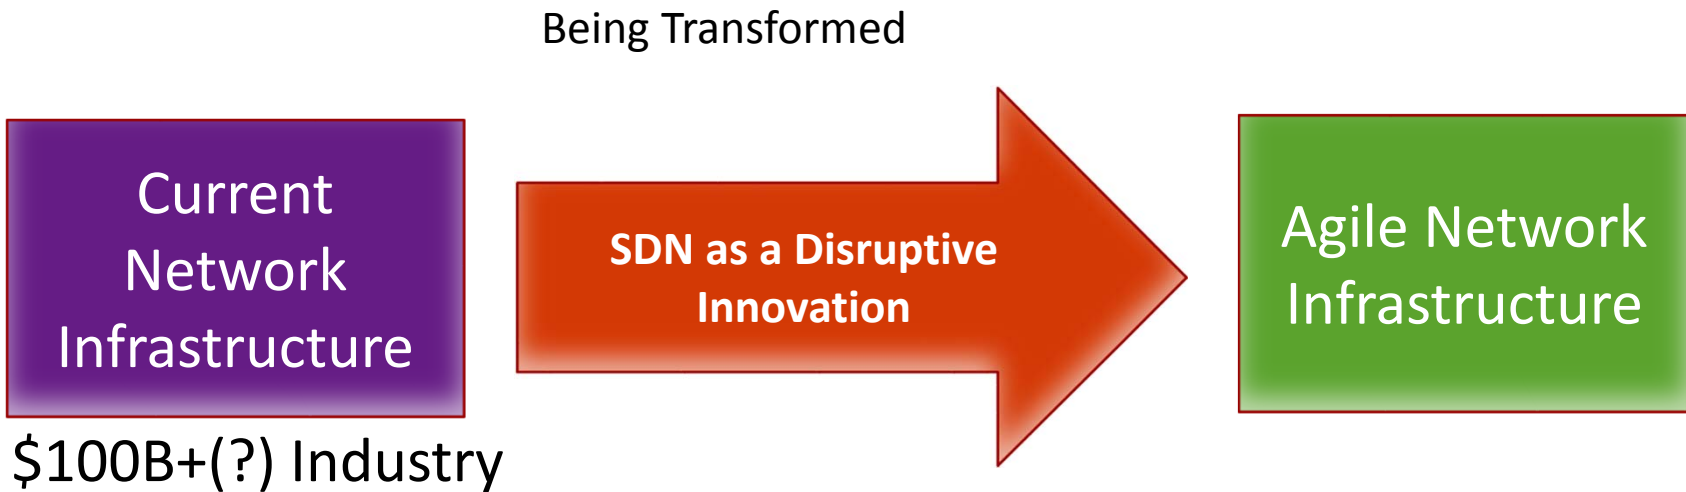 Being Transformed
Current
Network
Infrastructure
SDN as a Disruptive
Innovation
Agile Network
Infrastructure
$100B+(?) Industry